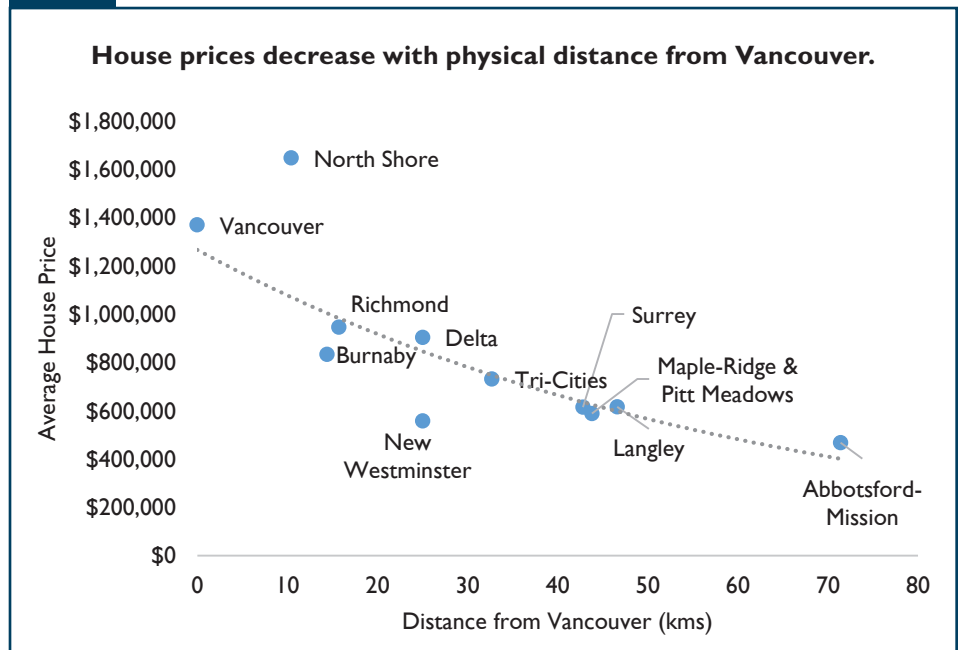 House prices decrease with physical distance from Vancouver.
$1,800,000
$1,600,000
$1,400,000
$1,200,000
$1,000,000
$800,000
$600,000
$400,000
$200,000
$0
Average House Price
North Shore
Vancouver
Richmond
Burnaby
Delta
New
Westminster
Tri-Cities
Surrey
Maple-Ridge &
Pitt Meadows
Langley
Abbotsford-
Mission
0
10
20
30
40
50
60
70
80
Distance from Vancouver (kms)